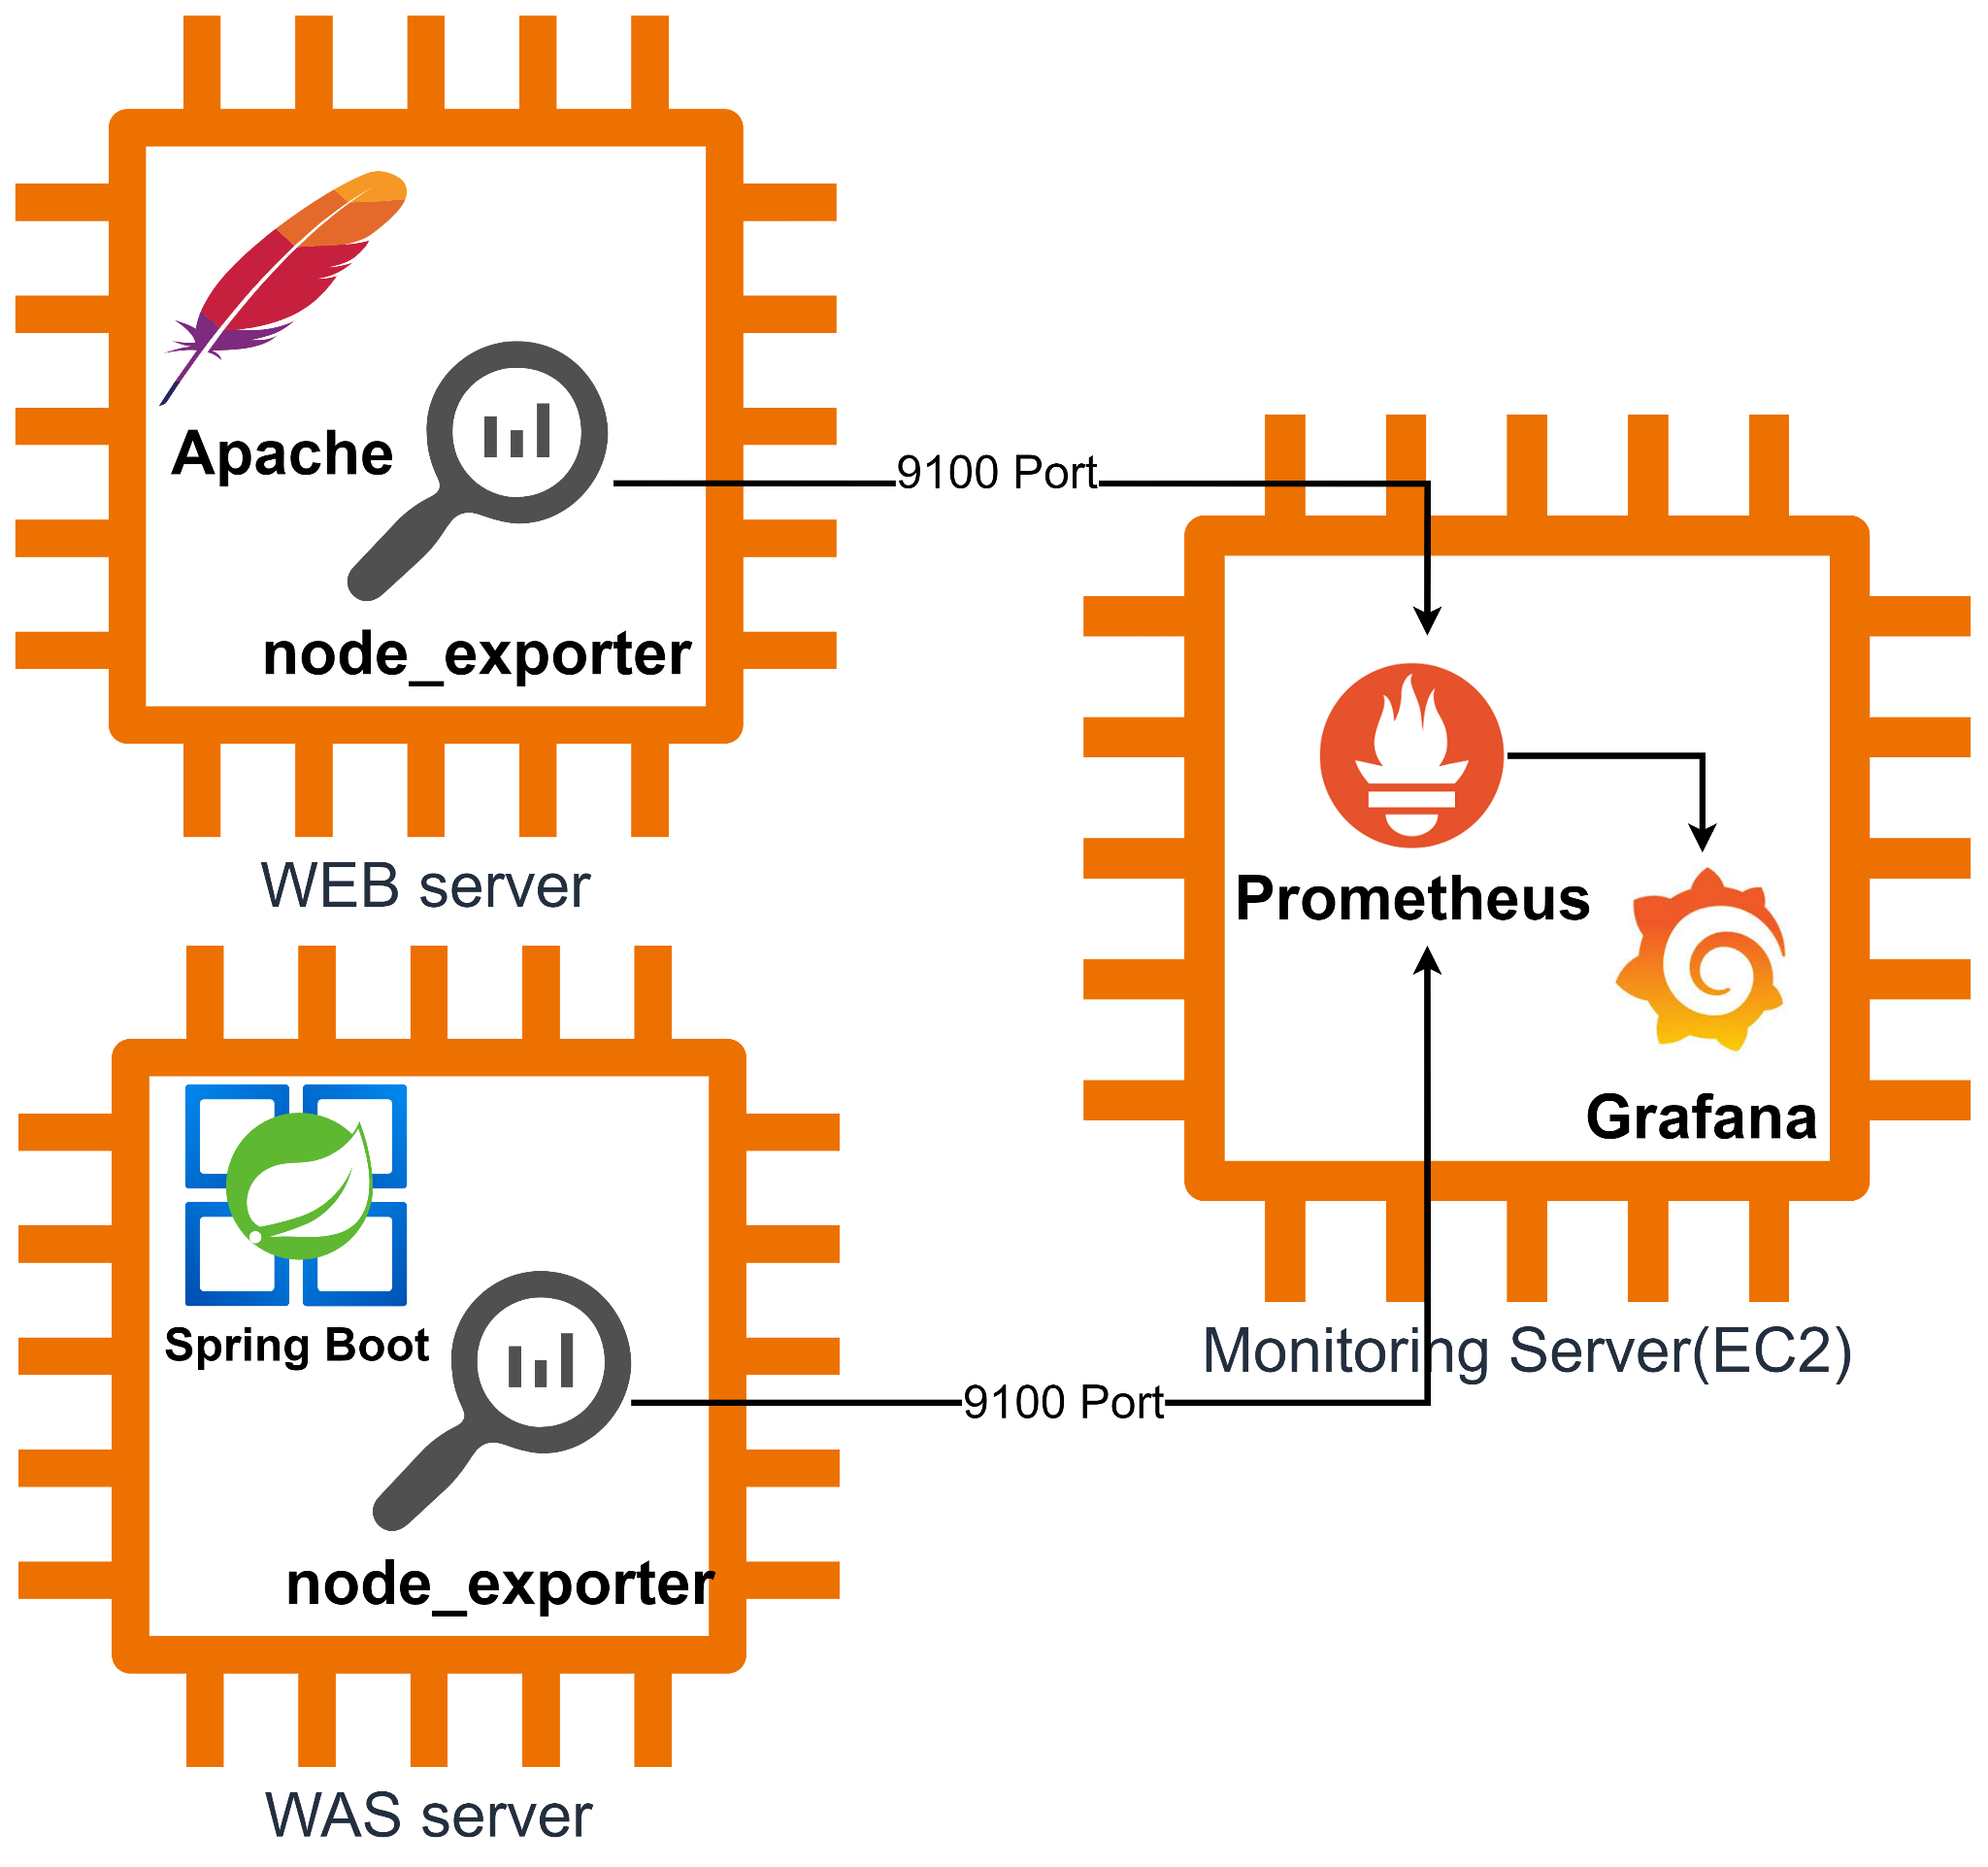 Apache
node_exporter
WEB server
9100 Port
Prometheus
Grafana
Monitoring Server(EC2)
Spring Boot
node_exporter
WAS server
9100 Port